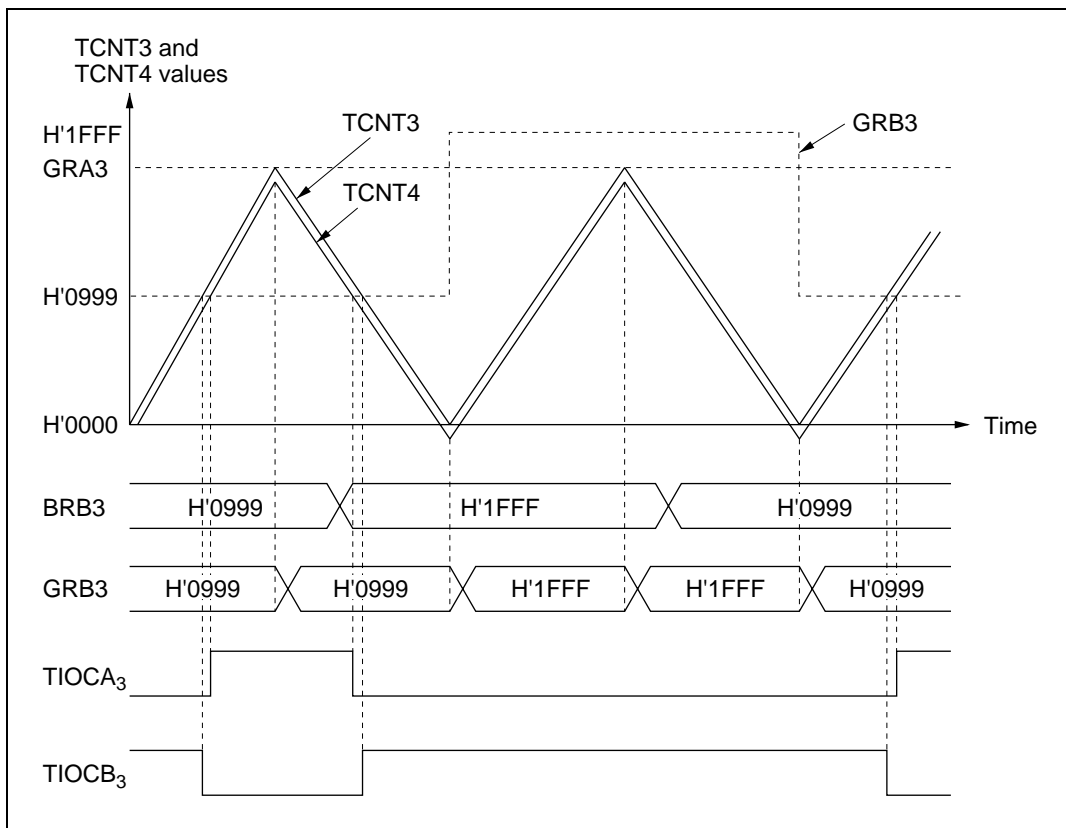 TCNT3 and
TCNT4 values
H'1FFF
GRA3
TCNT3
TCNT4
GRB3
H'0999
H'0000
Time
BRB3
H'0999
H'1FFF
H'0999
GRB3
H'0999
H'0999
H'1FFF
H'1FFF
H'0999
TIOCA3
TIOCB3